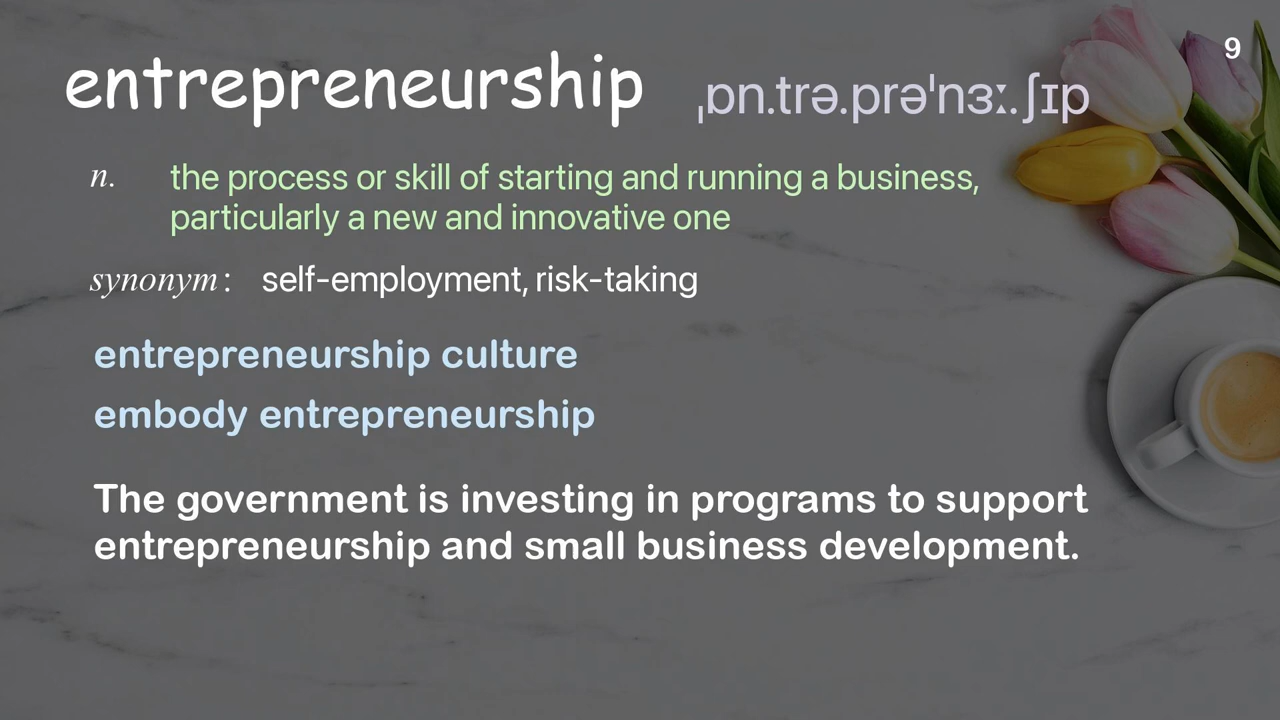 9
entrepreneurship ˌɒn.trə.prəˈnɜː.ʃɪp
n. the process or skill of starting and running a business,
particularly a new and innovative one
synonym: self-employment, risk-taking
entrepreneurship culture
embody entrepreneurship
The government is investing in programs to support
entrepreneurship and small business development.